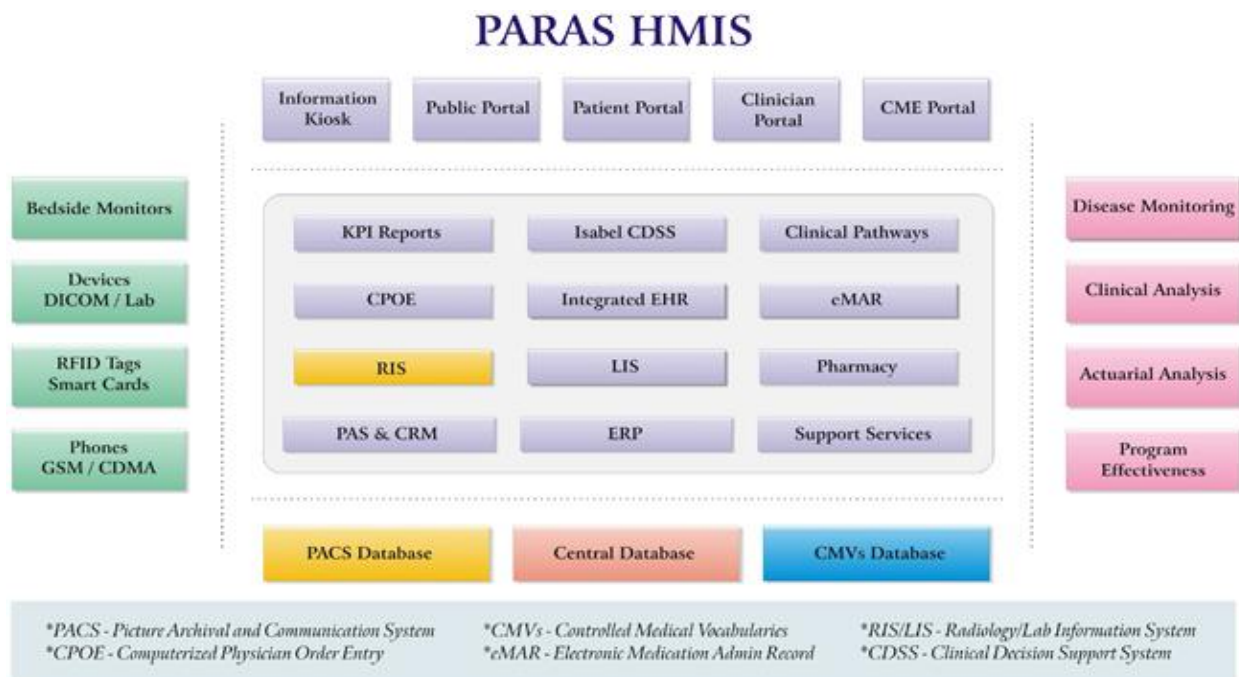 PARAS HMIS
Information
Kiosk
Public Portal
Patient Portal
Clinician
Portal
CME Portal
Bedside Monitors
Devices
DICOM / Lab
RFID Tags
Smart Cards
Phones
GSM / CDMA
KPI Reports
Isabel CDSS
Clinical Pathways
CPOE
Integrated EHR
eMAR
RIS
LIS
Pharmacy
PAS & CRM
ERP
Support Services
Disease Monitoring
Clinical Analysis
Actuarial Analysis
Program
Effectiveness
PACS Database
Central Database
CMVs Database
*PACS - Picture Archival and Communication System
*CMVs - Controlled Medical Vocabularies
*RIS/LIS - Radiology/Lab Information System
*CPOE - Computerized Physician Order Entry
*eMAR - Electronic Medication Admin Record
*CDSS - Clinical Decision Support System